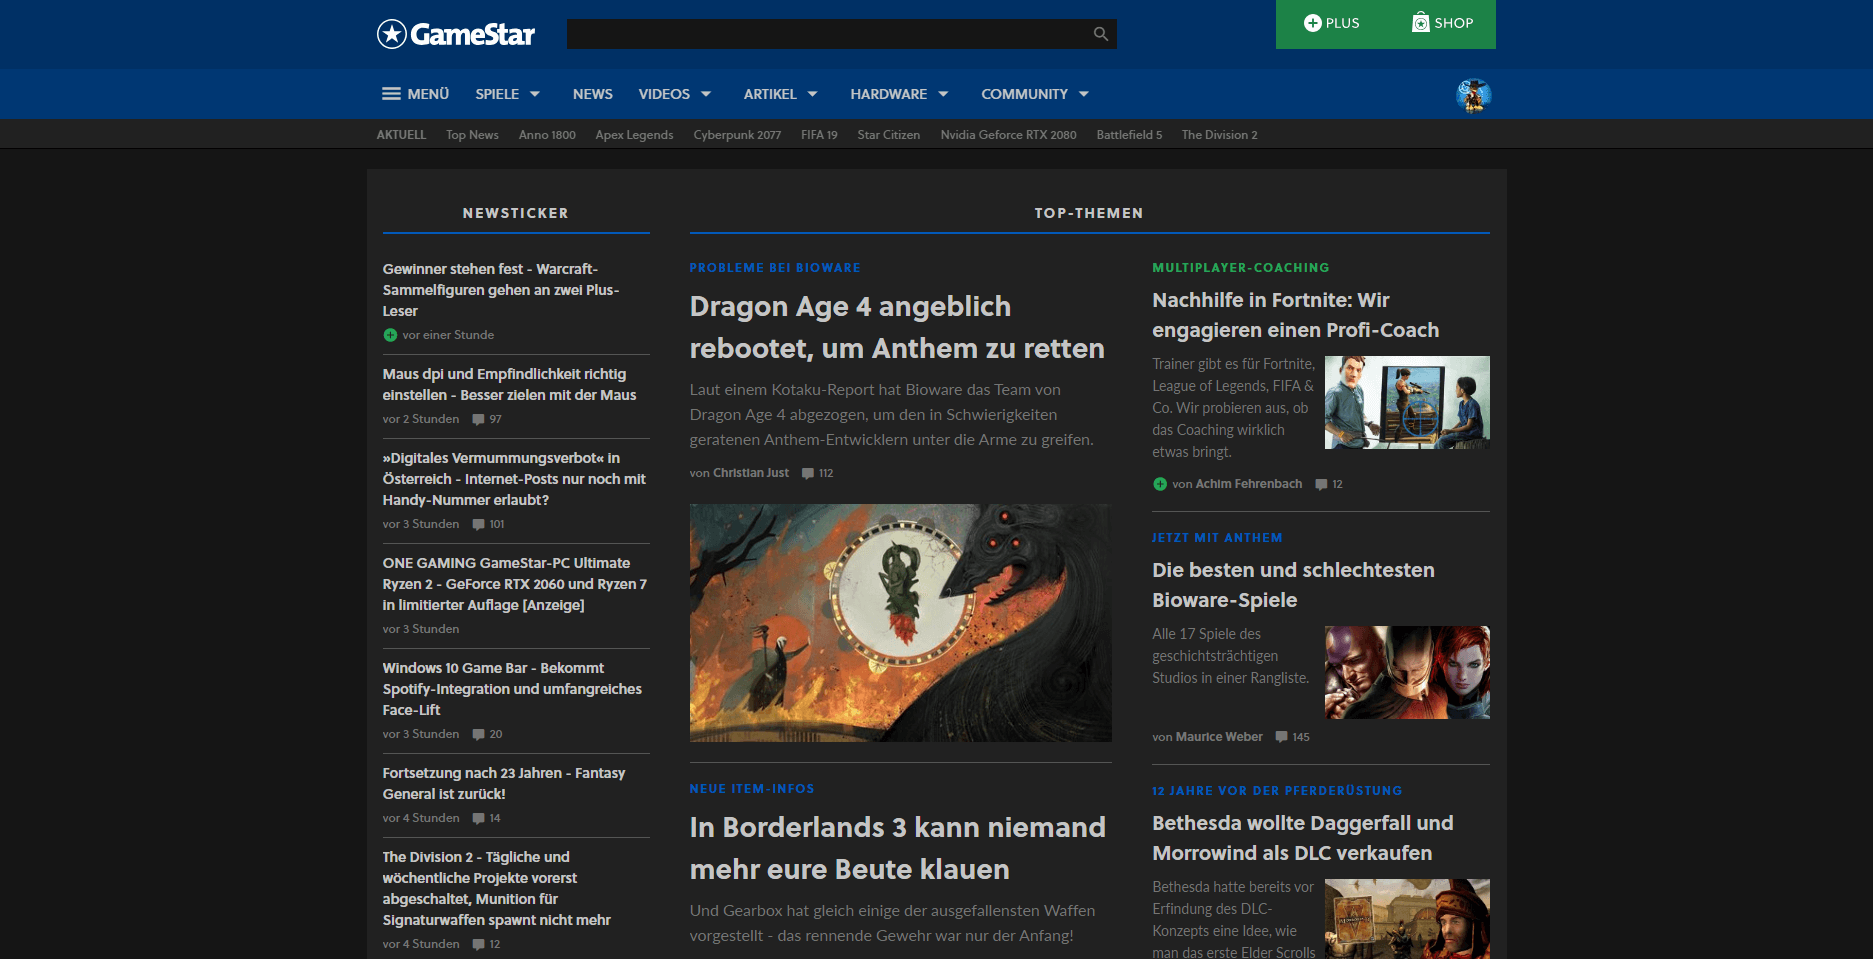 GameStar
PLUS
SHOP
MENÜ
SPIELE
NEWS
VIDEOS
ARTIKEL
HARDWARE
COMMUNITY
AKTUELL
Top News
Anno 1800
Apex Legends
Cyberpunk 2077
FIFA 19
Star Citizen
Nvidia Geforce RTX 2080
Battlefield 5
The Division 2
NEWSTICKER
Gewinner stehen fest - Warcraft-
Sammelfiguren gehen an zwei Plus-
Leser
vor einer Stunde
Maus dpi und Empfindlichkeit richtig
einstellen - Besser zielen mit der Maus
vor 2 Stunden 97
»Digitales Vermummungsverbot« in
Österreich - Internet-Posts nur noch mit
Handy-Nummer erlaubt?
vor 3 Stunden 101
ONE GAMING GameStar-PC Ultimate
Ryzen 2 - GeForce RTX 2060 und Ryzen 7
in limitierter Auflage [Anzeige]
vor 3 Stunden
Windows 10 Game Bar - Bekommt
Spotify-Integration und umfangreiches
Face-Lift
vor 3 Stunden 20
Fortsetzung nach 23 Jahren - Fantasy
General ist zurück!
vor 4 Stunden 14
The Division 2 - Tägliche und
wöchentliche Projekte vorerst
abgeschaltet, Munition für
Signaturwaffen spawnt nicht mehr
vor 4 Stunden 12
TOP-THEMEN
PROBLEME BEI BIOWARE
Dragon Age 4 angeblich
rebootet, um Anthem zu retten
Laut einem Kotaku-Report hat Bioware das Team von
Dragon Age 4 abgezogen, um den in Schwierigkeiten
geratenen Anthem-Entwicklern unter die Arme zu greifen.
von Christian Just 112
NEUE ITEM-INFOS
In Borderlands 3 kann niemand
mehr eure Beute klauen
Und Gearbox hat gleich einige der ausgefallensten Waffen
vorgestellt - das rennende Gewehr war nur der Anfang!
MULTIPLAYER-COACHING
Nachhilfe in Fortnite: Wir
engagieren einen Profi-Coach
Trainer gibt es für Fortnite,
League of Legends, FIFA &
Co. Wir probieren aus, ob
das Coaching wirklich
etwas bringt.
von Achim Fehrenbach 12
JETZT MIT ANTHEM
Die besten und schlechtesten
Bioware-Spiele
Alle 17 Spiele des
geschichtsträchtigen
Studios in einer Rangliste.
von Maurice Weber 145
12 JAHRE VOR DER PFERDERÜSTUNG
Bethesda wollte Daggerfall und
Morrowind als DLC verkaufen
Bethesda hatte bereits vor
Erfindung des DLC-
Konzepts eine Idee, wie
man das erste Elder Scrolls